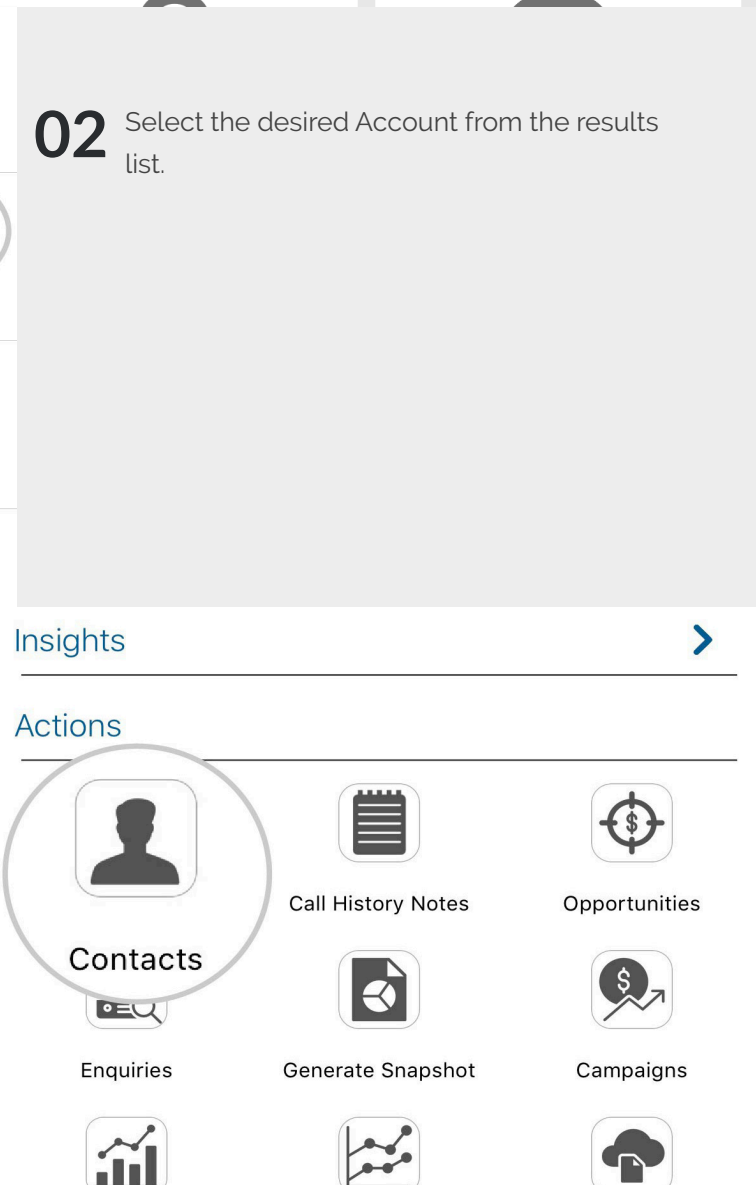 02 Select the desired Account from the results
list.
Insights
Actions
Contacts
Call History Notes
Opportunities
Enquiries
Generate Snapshot
Campaigns